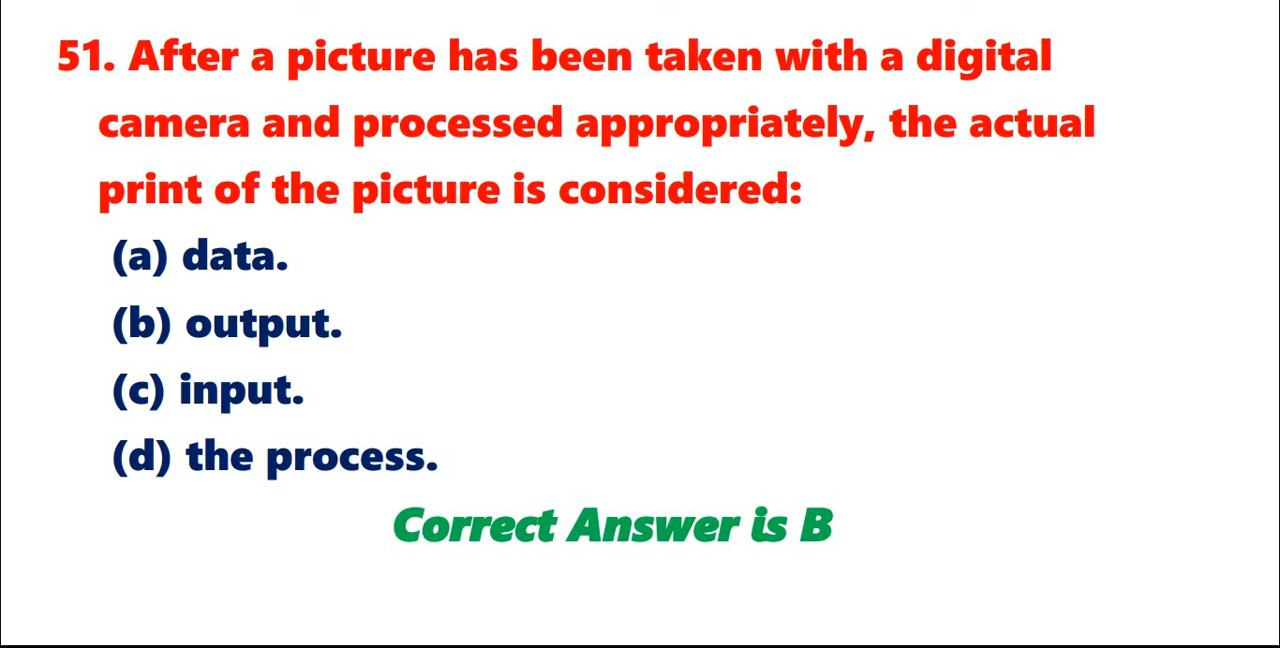 51. After a picture has been taken with a digital
camera and processed appropriately, the actual
print of the picture is considered:
(a) data.
(b) output.
(c) input.
(d) the process.
Correct Answer is B